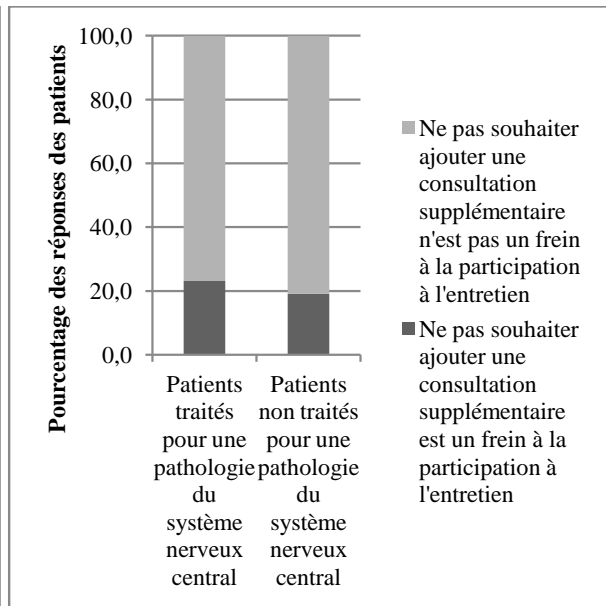 Pourcentage des réponses des patients
100,0
80,0
60,0
40,0
20,0
0,0
Patients
traités
pour une
pathologie
du
système
nerveux
central
Patients
non traités
pour une
pathologie
du
système
nerveux
central
Ne pas souhaiter
ajouter une
consultation
supplémentaire
n'est pas un frein
à la participation
à l'entretien
Ne pas souhaiter
ajouter une
consultation
supplémentaire
est un frein à la
participation à
l'entretien